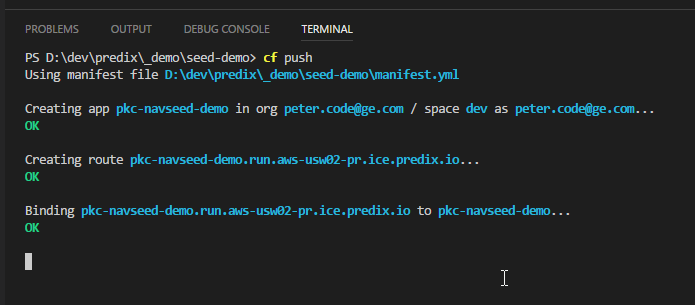 PROBLEMS OUTPUT DEBUG CONSOLE TERMINAL
PS D:\dev\predix\_demo\seed-demo> cf push
Using manifest file D:\dev\predix\_demo\seed-demo\manifest.yml
Creating app pkc-navseed-demo in org peter.code@ge.com / space dev as peter.code@ge.com...
OK
Creating route pkc-navseed-demo.run.aws-usw02-pr.ice.predix.io...
OK
Binding pkc-navseed-demo.run.aws-usw02-pr.ice.predix.io to pkc-navseed-demo...
OK